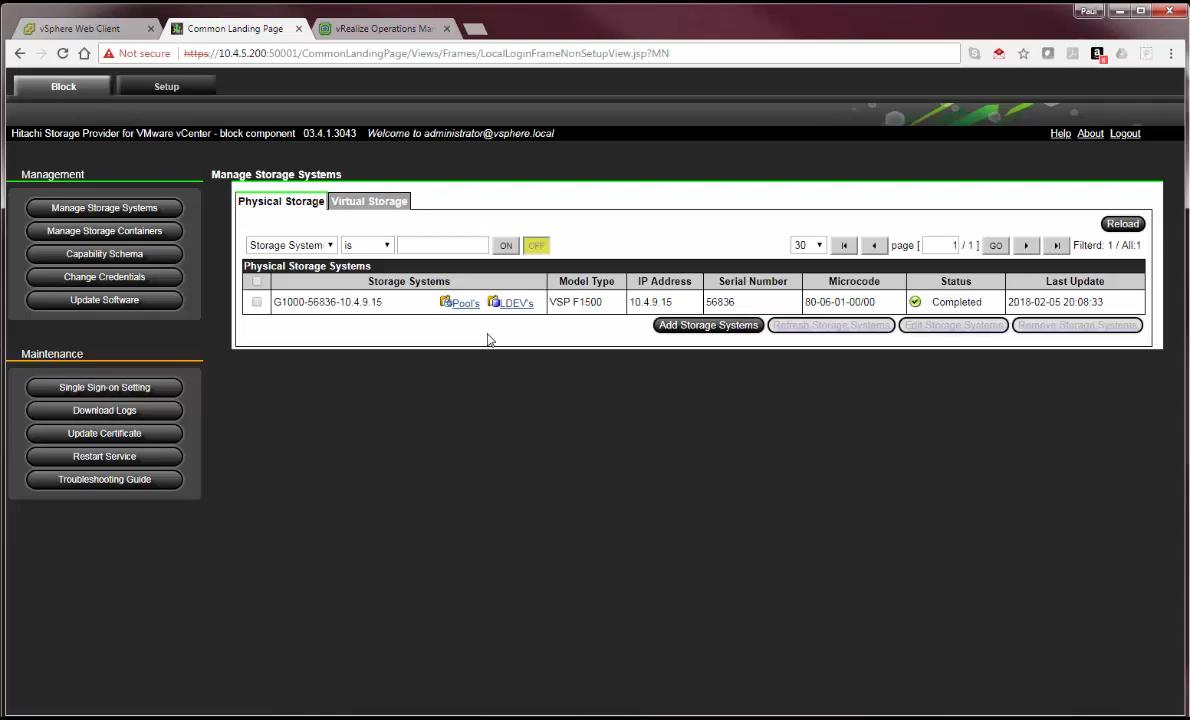 Paul
vSphere Web Client
Common Landing Page
vRealize Operations Ma
Not secure https://10.4.5.200:50001/CommonLandingPage/Views/Frames/LocalLoginFrameNonSetupView.jsp?MN
Block Setup
Hitachi Storage Provider for VMware vCenter - block component 03.4.1.3043 Welcome to administrator@vsphere.local Help About Logout
Management
Manage Storage Systems
Manage Storage Containers
Capability Schema
Change Credentials
Update Software
Maintenance
Single Sign-on Setting
Download Logs
Update Certificate
Restart Service
Troubleshooting Guide
Manage Storage Systems
Physical Storage Virtual Storage
Reload
Storage System is ON OFF 30 page 1 / 1 ] GO Filterd: 1 / All:1
Physical Storage Systems
Storage Systems Model Type IP Address Serial Number Microcode Status Last Update
G1000-56836-10.4.9.15 Pool's LDEV's VSP F1500 10.4.9.15 56836 80-06-01-00/00 Completed 2018-02-05 20:08:33
Add Storage Systems Refresh Storage Systems Edit Storage Systems Remove Storage Systems